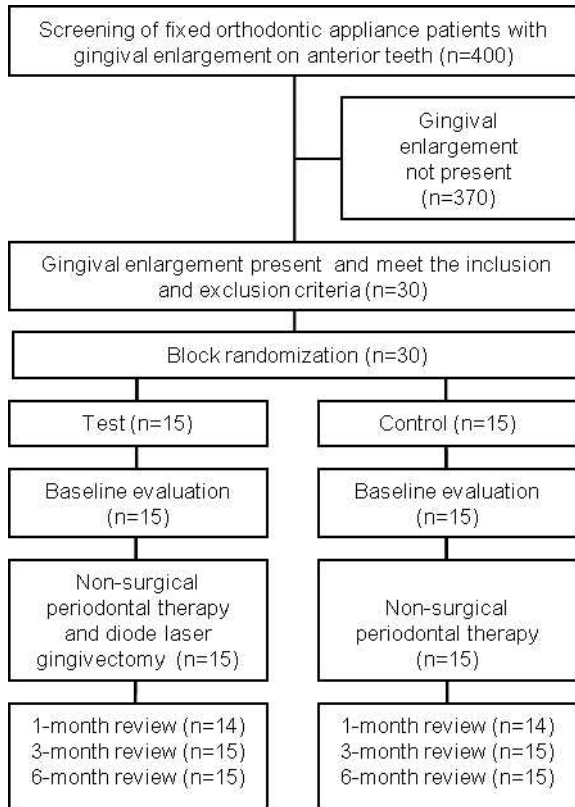 Screening of fixed orthodontic appliance patients with
gingival enlargement on anterior teeth (n=400)
Gingival
enlargement
not present
(n=370)
Gingival enlargement present and meet the inclusion
and exclusion criteria (n=30)
Block randomization (n=30)
Test (n=15)
Control (n=15)
Baseline evaluation
(n=15)
Baseline evaluation
(n=15)
Non-surgical
periodontal therapy
and diode laser
gingivectomy (n=15)
Non-surgical
periodontal therapy
(n=15)
1-month review (n=14)
3-month review (n=15)
6-month review (n=15)
1-month review (n=14)
3-month review (n=15)
6-month review (n=15)